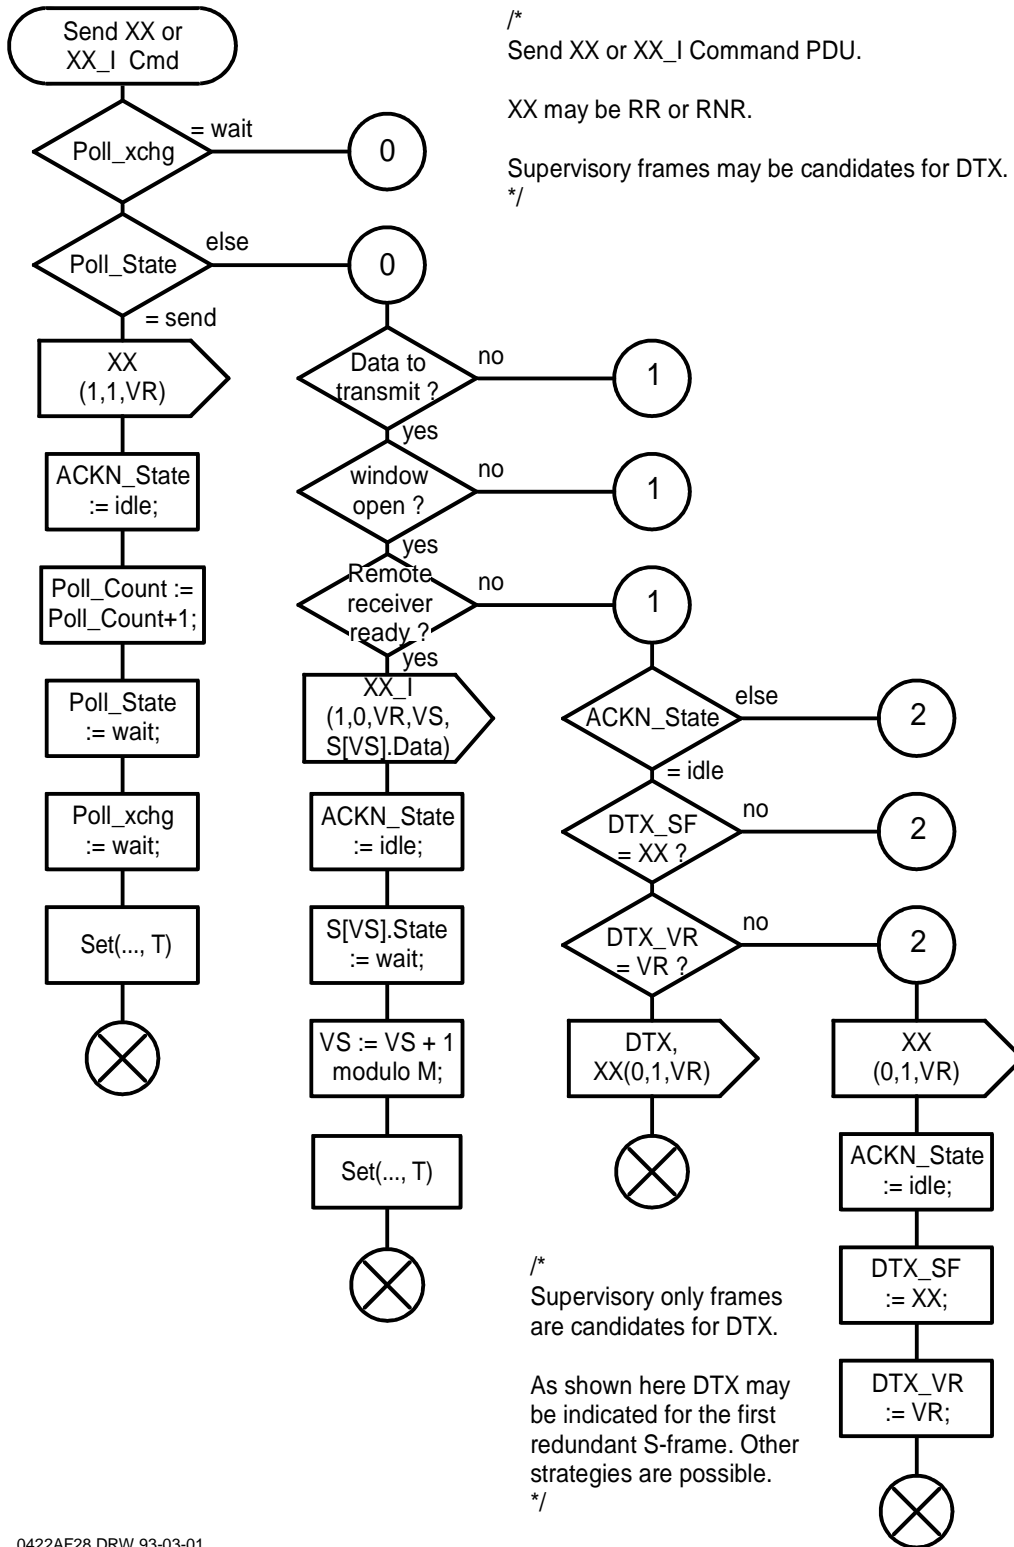 Send XX or
XX_I Cmd
/*
Send XX or XX_I Command PDU.
XX may be RR or RNR.
Supervisory frames may be candidates for DTX.
*/
Poll_xchg
= wait
0
Poll_State
else
0
= send
XX
(1,1,VR)
ACKN_State
:= idle;
Poll_Count :=
Poll_Count+1;
Poll_State
:= wait;
Poll_xchg
:= wait;
Set(..., T)
Data to
transmit ?
no
1
yes
window
open ?
no
1
yes
Remote
receiver
ready ?
no
1
yes
XX_I
(1,0,VR,VS,
S[VS].Data)
ACKN_State
:= idle;
S[VS].State
:= wait;
VS := VS + 1
modulo M;
Set(..., T)
ACKN_State
else
2
= idle
DTX_SF
= XX ?
no
2
DTX_VR
= VR ?
no
2
DTX,
XX(0,1,VR)
XX
(0,1,VR)
ACKN_State
:= idle;
DTX_SF
:= XX;
DTX_VR
:= VR;
/*
Supervisory only frames
are candidates for DTX.
As shown here DTX may
be indicated for the first
redundant S-frame. Other
strategies are possible.
*/
0422AF28.DRW 93-03-01